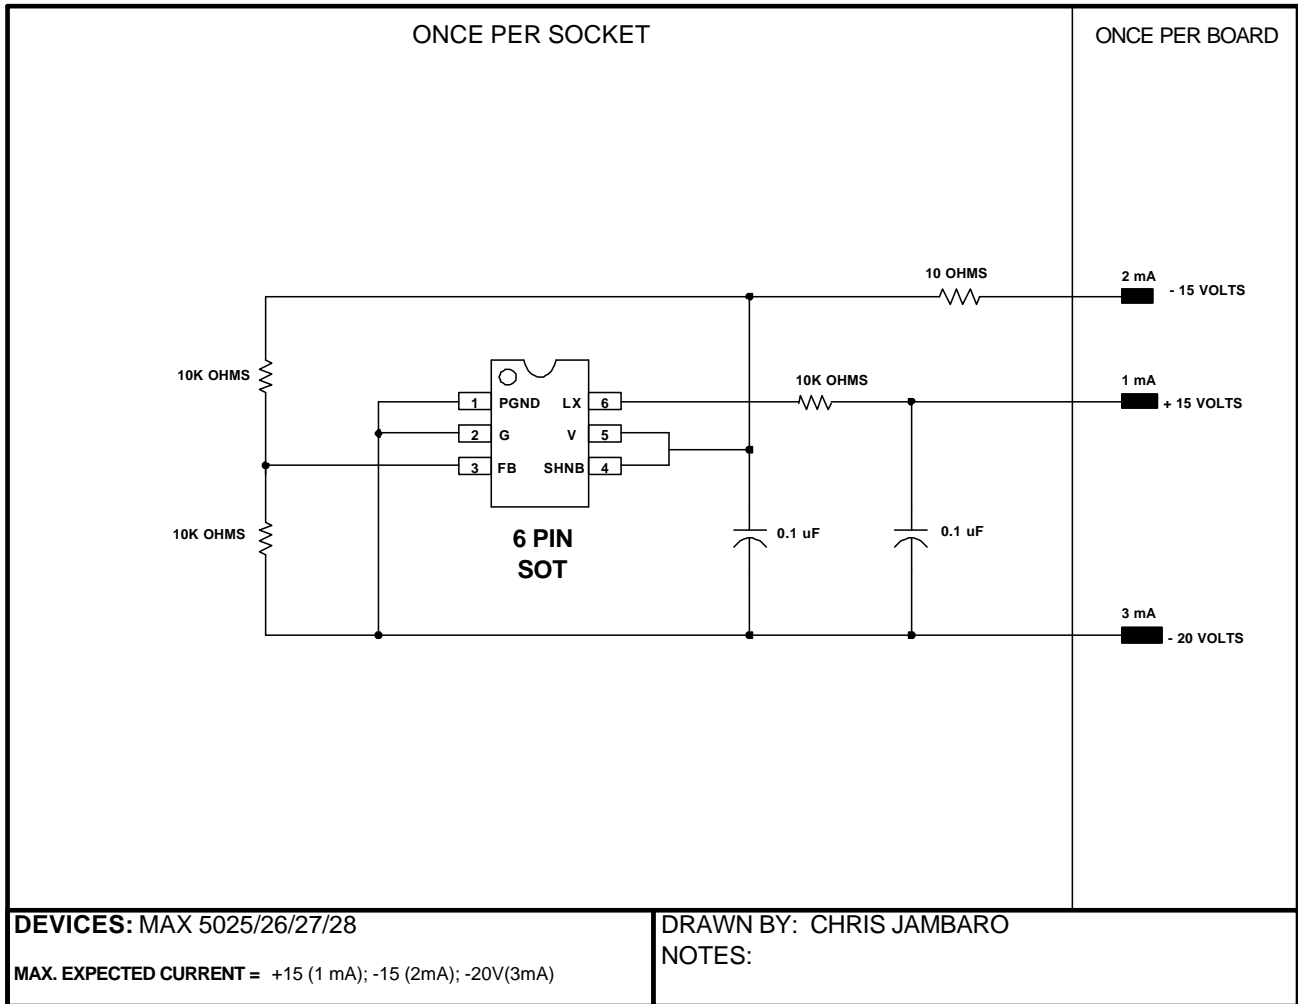 ONCE PER SOCKET
ONCE PER BOARD
10 OHMS
2 mA
- 15 VOLTS
10K OHMS
10K OHMS
1 mA
+ 15 VOLTS
1 PGND LX 6
2 G V 5
3 FB SHNB 4
10K OHMS
6 PIN
SOT
0.1 uF
0.1 uF
3 mA
- 20 VOLTS
DEVICES: MAX 5025/26/27/28
MAX. EXPECTED CURRENT = +15 (1 mA); -15 (2mA); -20V(3mA)
DRAWN BY: CHRIS JAMBARO
NOTES: